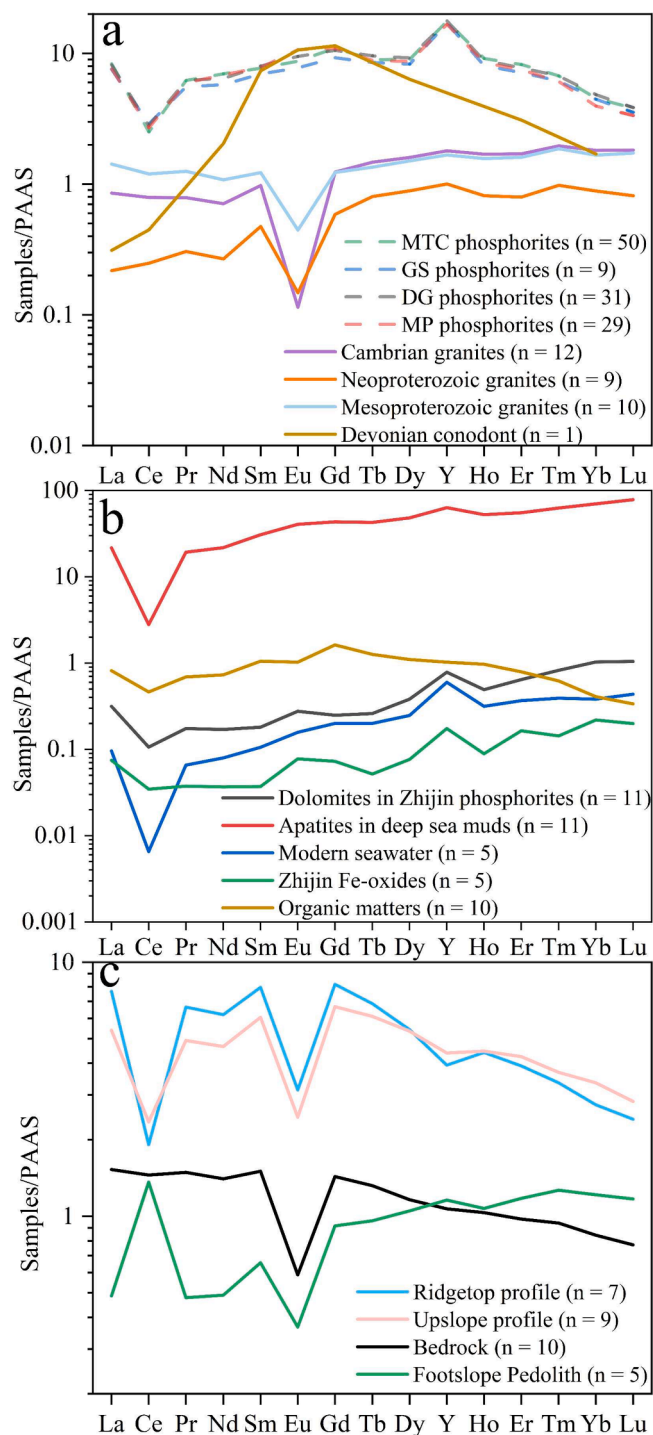 a
10
1
0.1
0.01
Samples/PAAS
MTC phosphorites (n = 50)
GS phosphorites (n = 9)
DG phosphorites (n = 31)
MP phosphorites (n = 29)
Cambrian granites (n = 12)
Neoproterozoic granites (n = 9)
Mesoproterozoic granites (n = 10)
Devonian conodont (n = 1)
La Ce Pr Nd Sm Eu Gd Tb Dy Y Ho Er Tm Yb Lu
b
100
10
1
0.1
0.01
0.001
Samples/PAAS
Dolomites in Zhijin phosphorites (n = 11)
Apatites in deep sea muds (n = 11)
Modern seawater (n = 5)
Zhijin Fe-oxides (n = 5)
Organic matters (n = 10)
La Ce Pr Nd Sm Eu Gd Tb Dy Y Ho Er Tm Yb Lu
c
10
1
Samples/PAAS
Ridgetop profile (n = 7)
Upslope profile (n = 9)
Bedrock (n = 10)
Footslope Pedolith (n = 5)
La Ce Pr Nd Sm Eu Gd Tb Dy Y Ho Er Tm Yb Lu